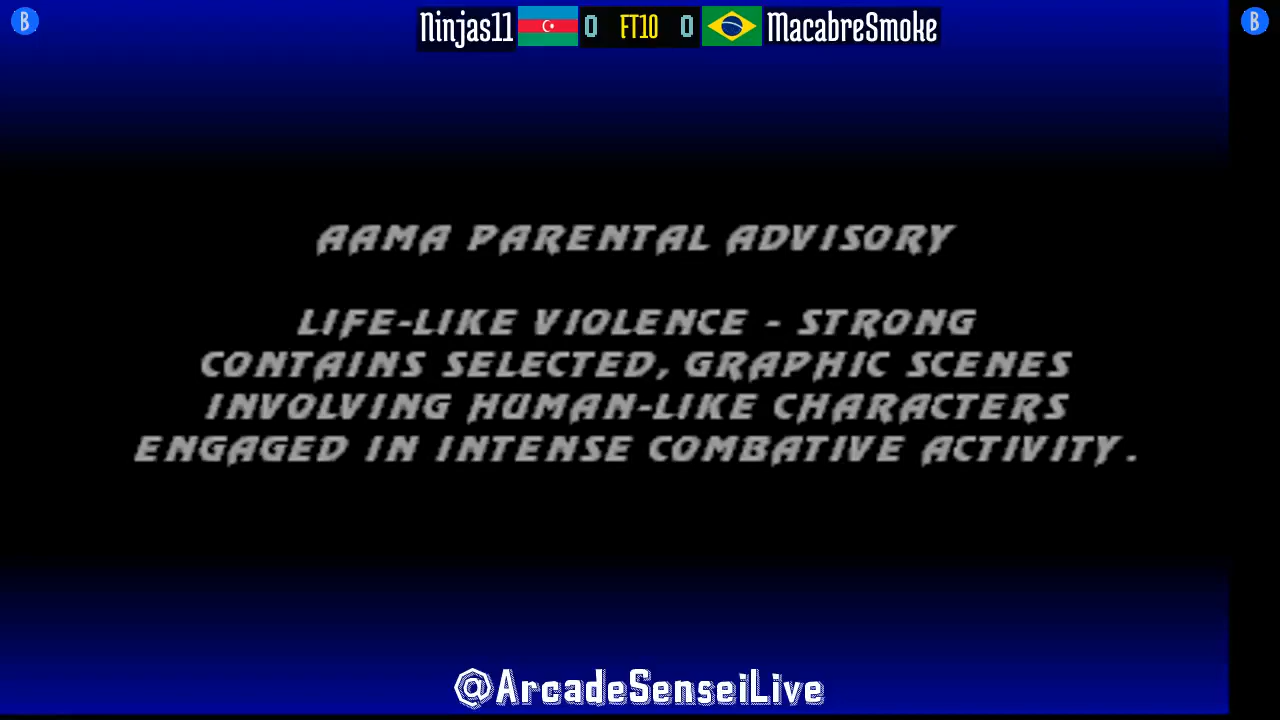 B Ninjas11 0 FT10 0 MacabreSmoke B
AAMA PARENTAL ADVISORY
LIFE-LIKE VIOLENCE - STRONG
CONTAINS SELECTED, GRAPHIC SCENES
INVOLVING HUMAN-LIKE CHARACTERS
ENGAGED IN INTENSE COMBATIVE ACTIVITY.
@ArcadeSenseiLive